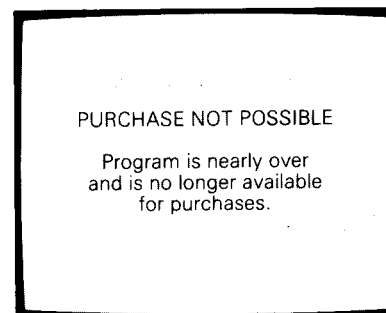 PURCHASE NOT POSSIBLE
Program is nearly over
and is no longer available
for purchases.